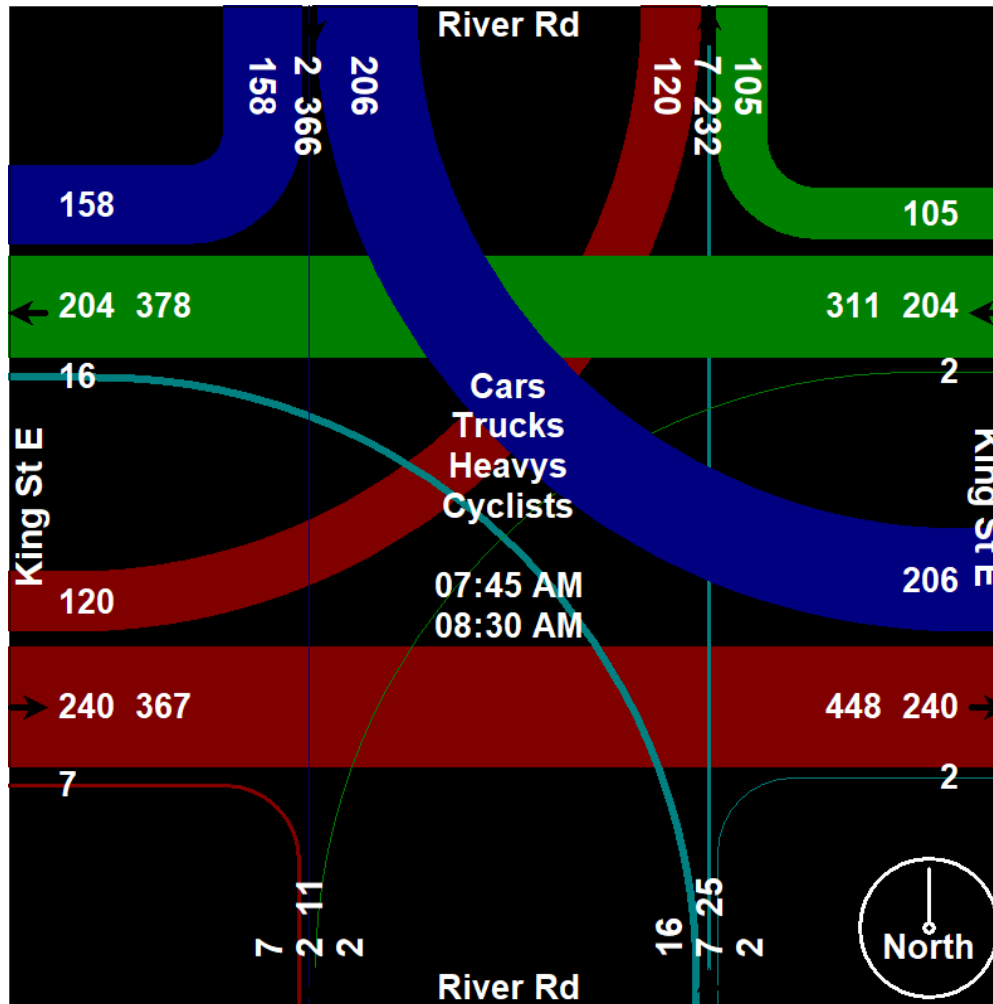 River Rd
158
2 366
206
120
7 232
105
158
105
204 378
311 204
16
2
Cars
Trucks
Heavys
Cyclists
King St E
King St E
07:45 AM
08:30 AM
120
206
240 367
448 240
7
2
7
2 11
2
16
7 25
2
North
River Rd